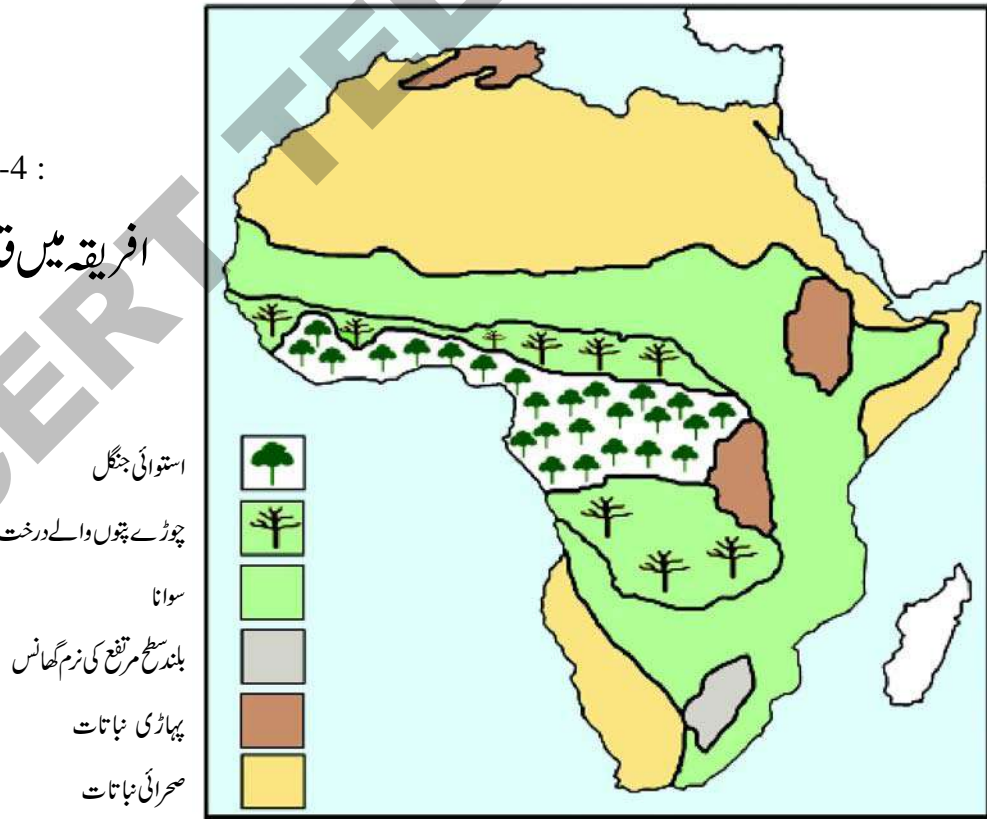 -4 :
افریقہ میں
استوائی جنگل
چوڑے پتوں والے درخت
سوانا
بلند سطح مرتفع کی نرم گھانس
پہاڑی نباتات
صحرائی نباتات